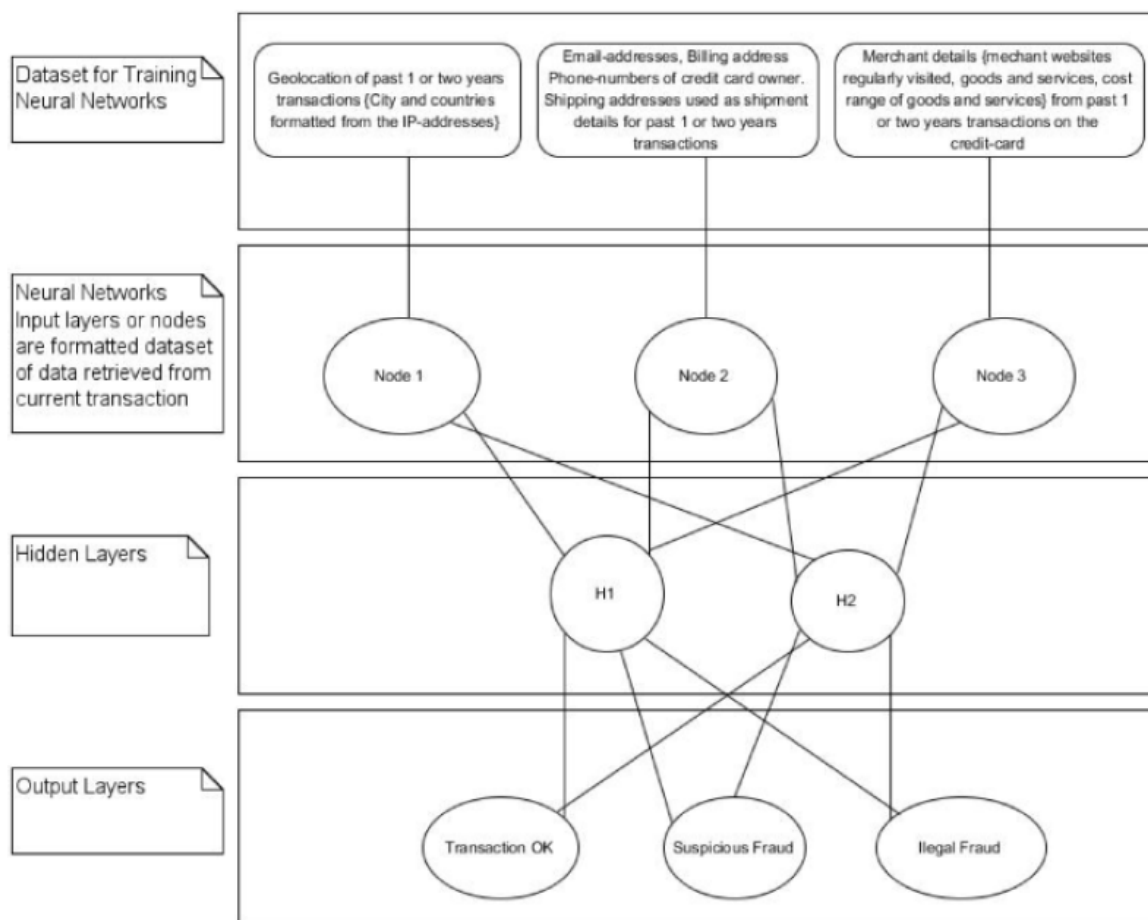 Dataset for Training
Neural Networks
Geolocation of past 1 or two years
transactions {City and countries
formatted from the IP-addresses}
Email-addresses, Billing address
Phone-numbers of credit card owner.
Shipping addresses used as shipment
details for past 1 or two years
transactions
Merchant details {mechant websites
regularly visited, goods and services, cost
range of goods and services} from past 1
or two years transactions on the
credit-card
Neural Networks
Input layers or nodes
are formatted dataset
of data retrieved from
current transaction
Node 1
Node 2
Node 3
Hidden Layers
H1
H2
Output Layers
Transaction OK
Suspicious Fraud
Ilegal Fraud